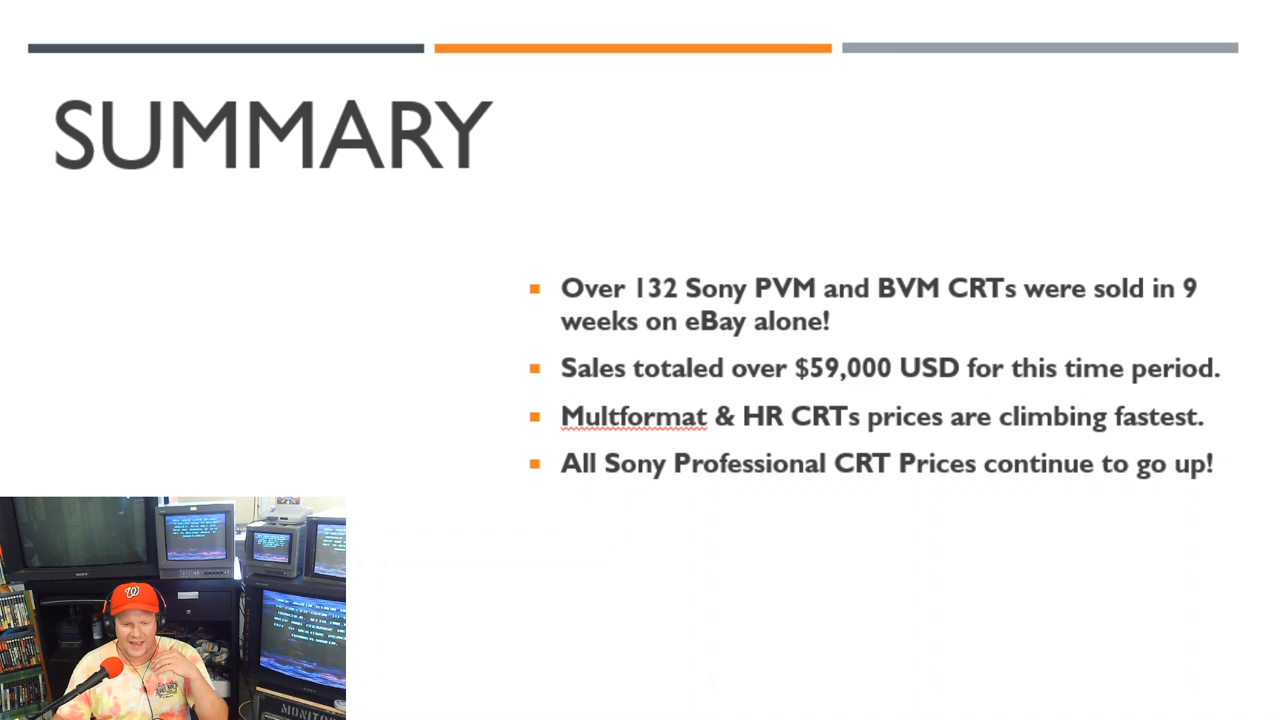 SUMMARY
Over 132 Sony PVM and BVM CRTs were sold in 9
weeks on eBay alone!
Sales totaled over $59,000 USD for this time period.
Multformat & HR CRTs prices are climbing fastest.
All Sony Professional CRT Prices continue to go up!
W
SONY
MONITO